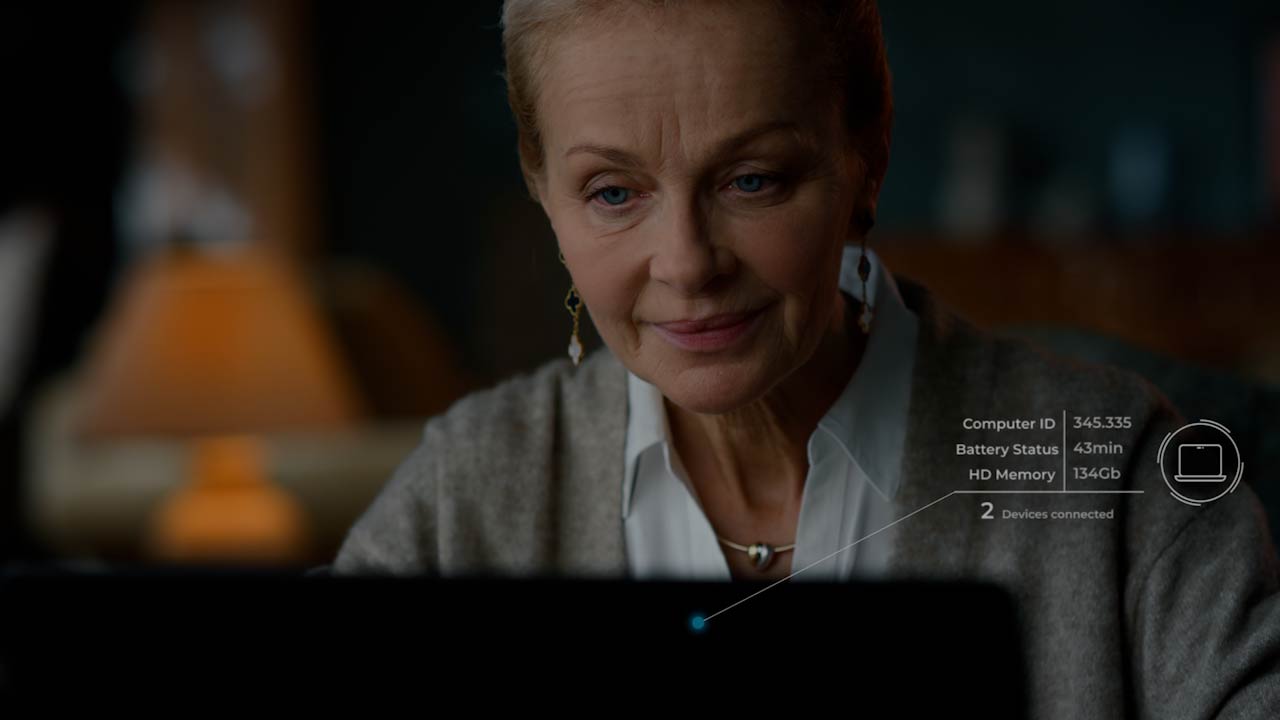 Computer ID 345.335
Battery Status 43min
HD Memory 134Gb
2 Devices connected